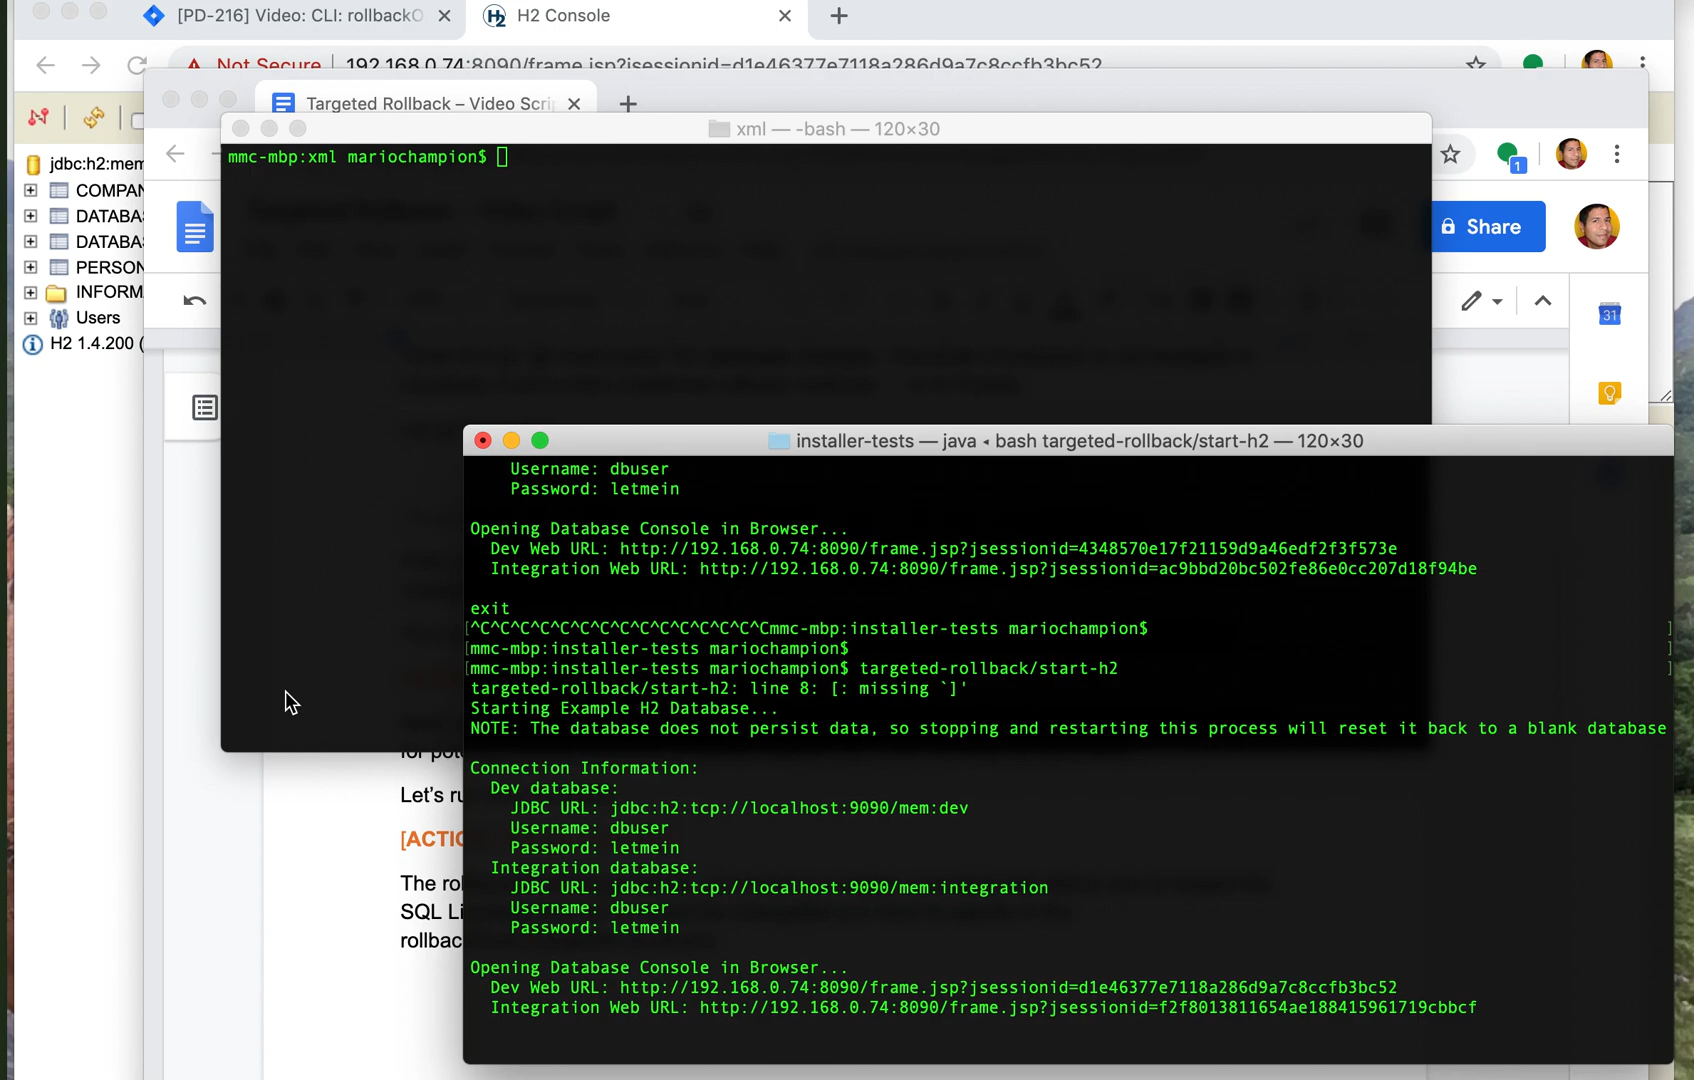 [PD-216] Video: CLI: rollbackO
H2 Console
Not Secure
192.168.0.74:8090/frame.jsp?jsessionid=d1e46377e7118a286d9a7c8ccfb3bc52
Targeted Rollback – Video Scri
xml — -bash — 120×30
mmc-mbp:xml mariochampion$
jdbc:h2:mem
COMPAN
DATABA
DATABA
PERSON
INFORM
Users
H2 1.4.200 (
1
Share
31
installer-tests — java ◂ bash targeted-rollback/start-h2 — 120×30
Username: dbuser
Password: letmein
Opening Database Console in Browser...
Dev Web URL: http://192.168.0.74:8090/frame.jsp?jsessionid=4348570e17f21159d9a46edf2f3f573e
Integration Web URL: http://192.168.0.74:8090/frame.jsp?jsessionid=ac9bbd20bc502fe86e0cc207d18f94be
exit
[^C^C^C^C^C^C^C^C^C^C^C^C^C^C^Cmmc-mbp:installer-tests mariochampion$ ]
[mmc-mbp:installer-tests mariochampion$ ]
[mmc-mbp:installer-tests mariochampion$ targeted-rollback/start-h2 ]
targeted-rollback/start-h2: line 8: [: missing `]'
Starting Example H2 Database...
NOTE: The database does not persist data, so stopping and restarting this process will reset it back to a blank database
Connection Information:
Dev database:
JDBC URL: jdbc:h2:tcp://localhost:9090/mem:dev
Username: dbuser
Password: letmein
Integration database:
JDBC URL: jdbc:h2:tcp://localhost:9090/mem:integration
Username: dbuser
Password: letmein
Opening Database Console in Browser...
Dev Web URL: http://192.168.0.74:8090/frame.jsp?jsessionid=d1e46377e7118a286d9a7c8ccfb3bc52
Integration Web URL: http://192.168.0.74:8090/frame.jsp?jsessionid=f2f8013811654ae188415961719cbbcf
Let's ru
[ACTIO
The rol
SQL Li
rollbac